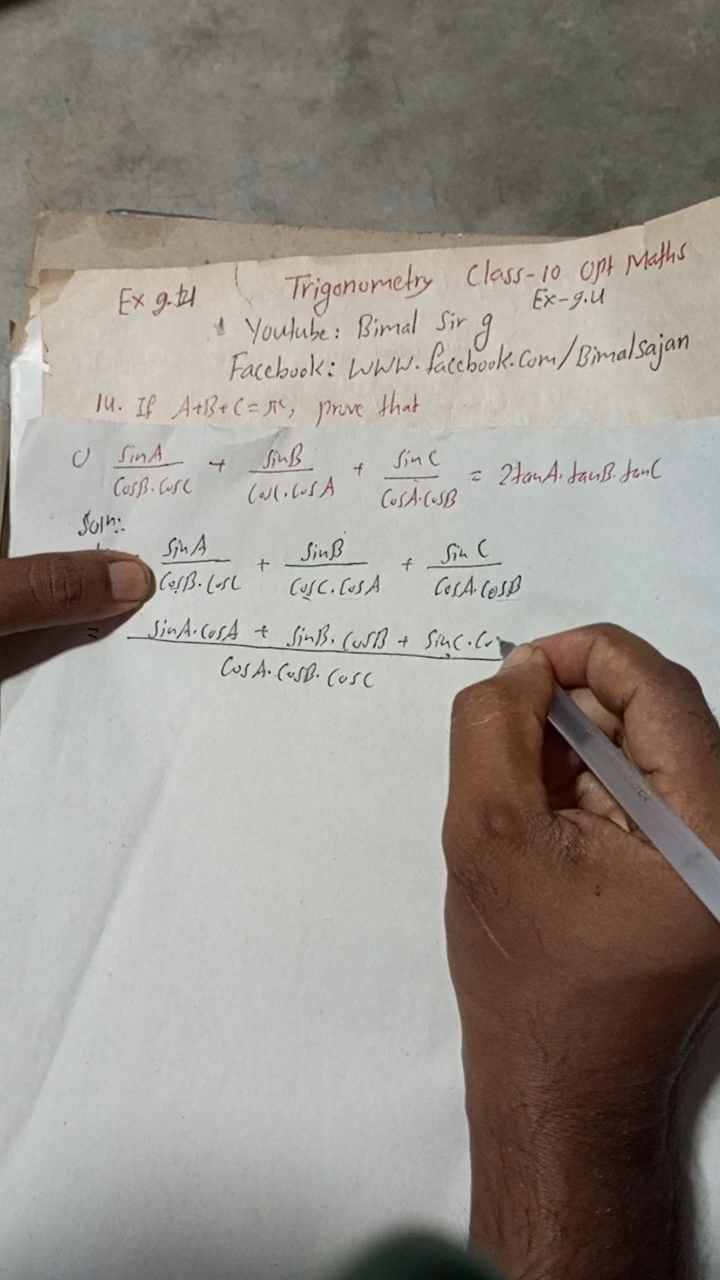 Ex 9.4 Trigonometry Class-10 Opt Maths
Ex-9.4
Youtube: Bimal Sir g
Facebook: WWW.facebook.com/Bimalsajan
14. If A+B+C=πᶜ, prove that
c) SinA/CosB.CosC + SinB/CosC.CosA + SinC/CosA.CosB = 2tanA.tanB.tanC
Soln:
SinA/CosB.CosC + SinB/CosC.CosA + SinC/CosA.CosB
= SinA.CosA + SinB.CosB + SinC.Co
CosA.CosB.CosC